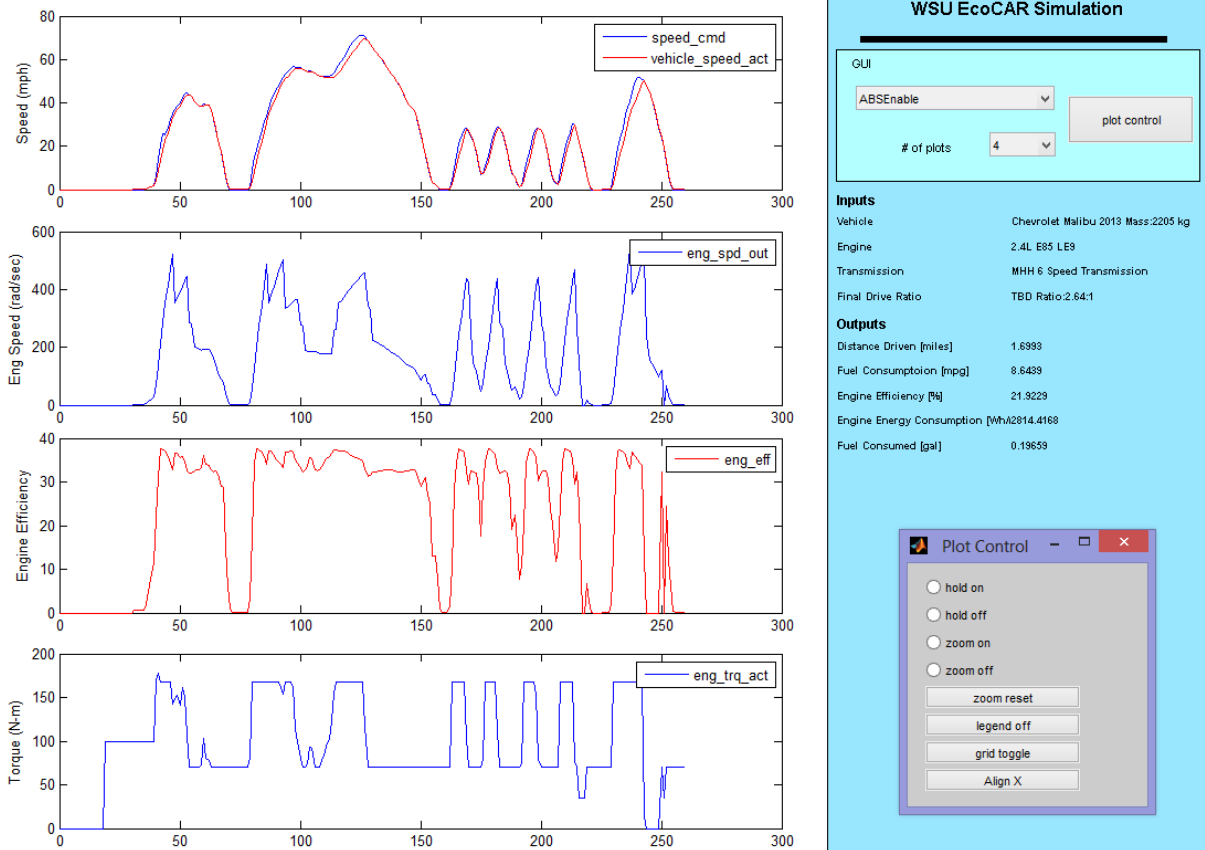 80
60
40
20
0
Speed (mph)
speed_cmd
vehicle_speed_act
0 50 100 150 200 250 300
600
400
200
0
Eng Speed (rad/sec)
eng_spd_out
0 50 100 150 200 250 300
40
30
20
10
0
Engine Efficiency
eng_eff
0 50 100 150 200 250 300
200
150
100
50
0
Torque (N-m)
eng_trq_act
0 50 100 150 200 250 300
WSU EcoCAR Simulation
GUI
ABSEnable
plot control
# of plots 4
Inputs
Vehicle Chevrolet Malibu 2013 Mass:2205 kg
Engine 2.4L E85 LE9
Transmission MHH 6 Speed Transmission
Final Drive Ratio TBD Ratio:2.64:1
Outputs
Distance Driven [miles] 1.6993
Fuel Consumptoion [mpg] 8.6439
Engine Efficiency [%] 21.9229
Engine Energy Consumption [Wh/2814.4168
Fuel Consumed [gal] 0.19659
Plot Control
hold on
hold off
zoom on
zoom off
zoom reset
legend off
grid toggle
Align X